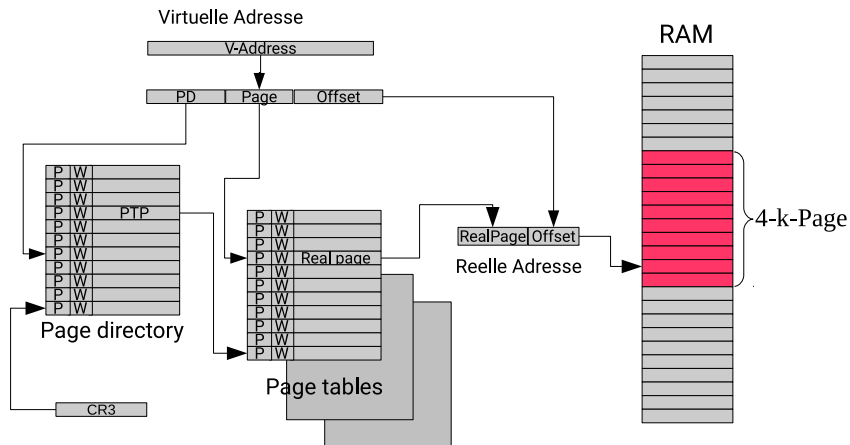 Virtuelle Adresse
V-Address
PD Page Offset
RAM
P W
P W
P W
P W PTP
P W
P W
P W
P W
P W
P W
P W
Page directory
CR3
P W
P W
P W
P W Real page
P W
P W
P W
P W
P W
P W
P W
Page tables
RealPage Offset
Reelle Adresse
4-k-Page